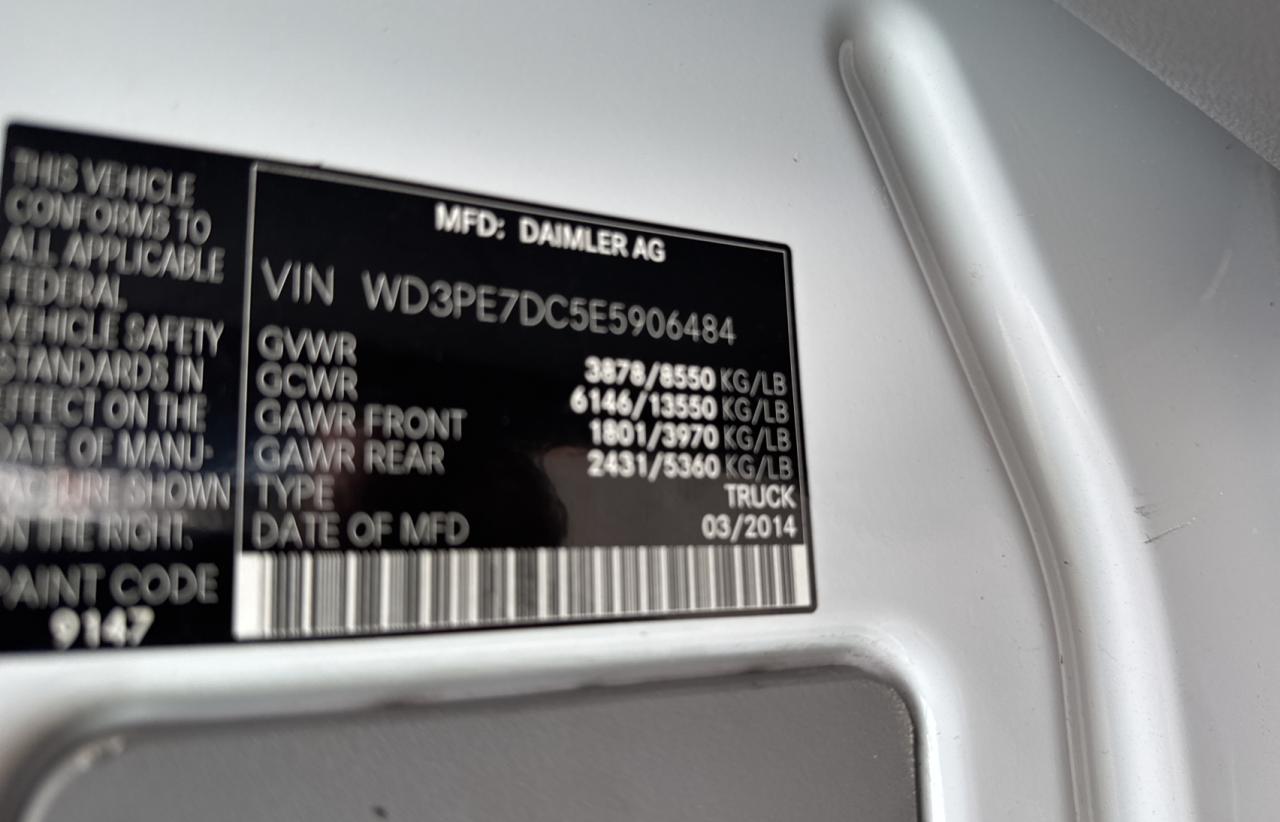 THIS VEHICLE
CONFORMS TO
ALL APPLICABLE
FEDERAL
VEHICLE SAFETY
STANDARDS IN
EFFECT ON THE
DATE OF MANU-
FACTURE SHOWN
ON THE RIGHT.
PAINT CODE
9147
MFD: DAIMLER AG
VIN WD3PE7DC5E5906484
GVWR 3878/8550 KG/LB
GCWR 6146/13550 KG/LB
GAWR FRONT 1801/3970 KG/LB
GAWR REAR 2431/5360 KG/LB
TYPE TRUCK
DATE OF MFD 03/2014